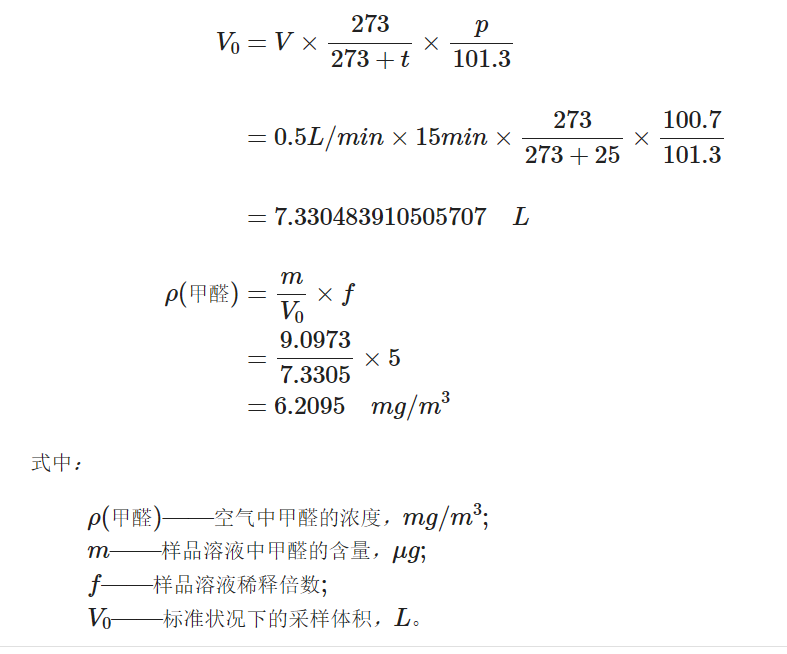 V₀ = V × 273/(273 + t) × p/101.3
= 0.5L/min × 15min × 273/(273 + 25) × 100.7/101.3
= 7.330483910505707 L
ρ(甲醛) = m/V₀ × f
= 9.0973/7.3305 × 5
= 6.2095 mg/m³
式中：
ρ(甲醛)——空气中甲醛的浓度，mg/m³;
m——样品溶液中甲醛的含量，μg;
f——样品溶液稀释倍数;
V₀——标准状况下的采样体积，L。